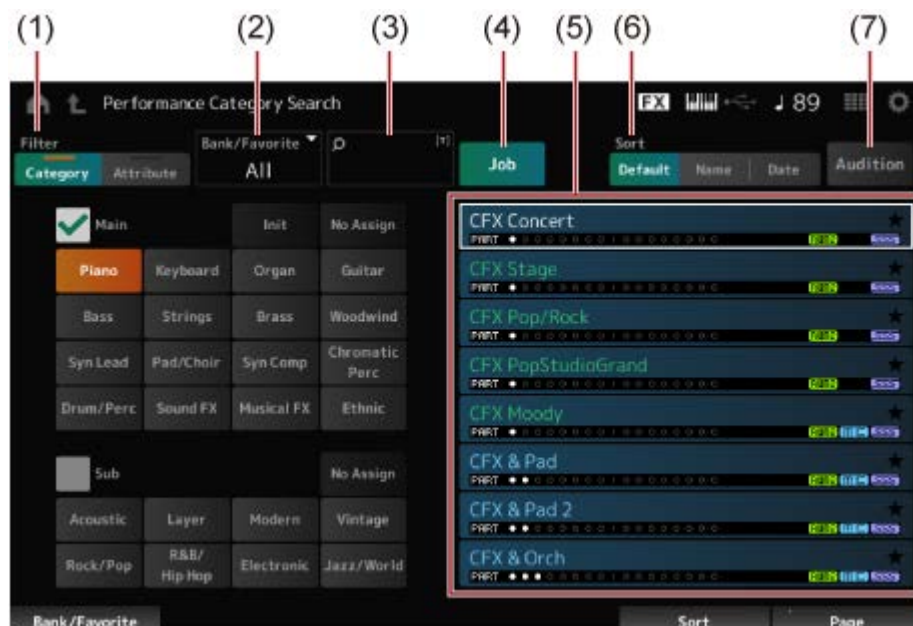 (1) (2) (3) (4) (5) (6) (7)
Performance Category Search FX 89
Filter Bank/Favorite Sort
Category Attribute All [T] Job Default Name Date Audition
Main Init No Assign
Piano Keyboard Organ Guitar
Bass Strings Brass Woodwind
Syn Lead Pad/Choir Syn Comp Chromatic
Perc
Drum/Perc Sound FX Musical FX Ethnic
Sub No Assign
Acoustic Layer Modern Vintage
Rock/Pop R&B/ Electronic Jazz/World
Hip Hop
CFX Concert
PART
CFX Stage
PART
CFX Pop/Rock
PART
CFX PopStudioGrand
PART
CFX Moody
PART
CFX & Pad
PART
CFX & Pad 2
PART
CFX & Orch
PART
Bank/Favorite Sort Page